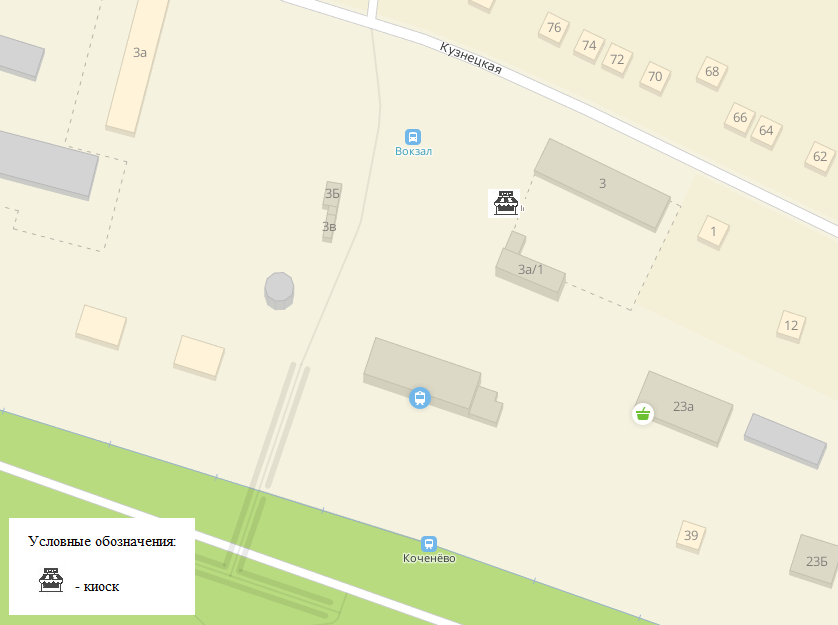 76
74
72
70
68
66
64
62
Кузнецкая
3а
Вокзал
3
3Б
3в
1
3а/1
12
23а
39
Коченёво
23Б
Условные обозначения:
- киоск